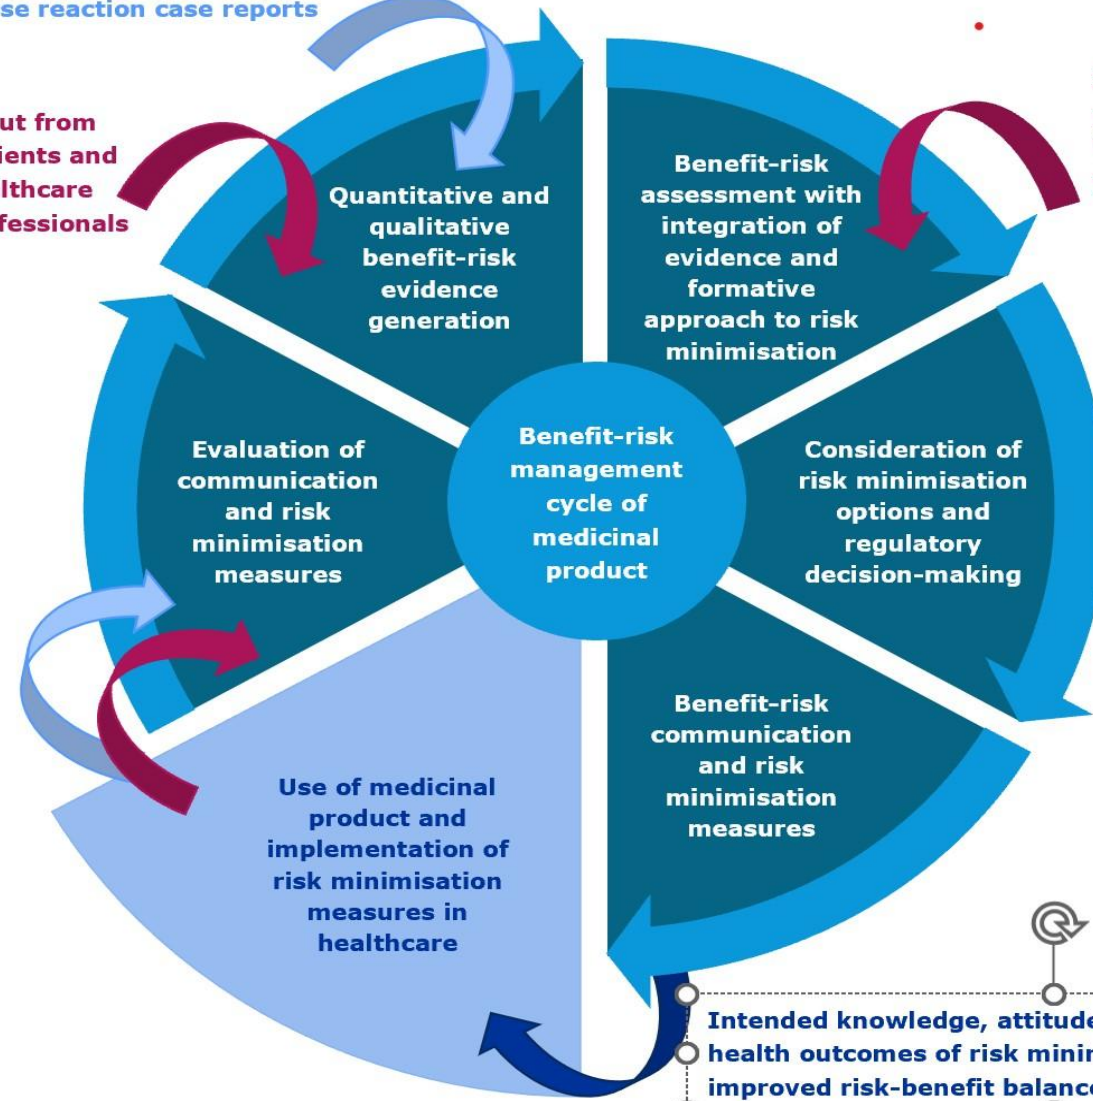 se reaction case reports
ut from
ients and
lthcare
fessionals
Quantitative and
qualitative
benefit-risk
evidence
generation
Benefit-risk
assessment with
integration of
evidence and
formative
approach to risk
minimisation
Evaluation of
communication
and risk
minimisation
measures
Benefit-risk
management
cycle of
medicinal
product
Consideration of
risk minimisation
options and
regulatory
decision-making
Use of medicinal
product and
implementation of
risk minimisation
measures in
healthcare
Benefit-risk
communication
and risk
minimisation
measures
Intended knowledge, attitude
health outcomes of risk minim
improved risk-benefit balance